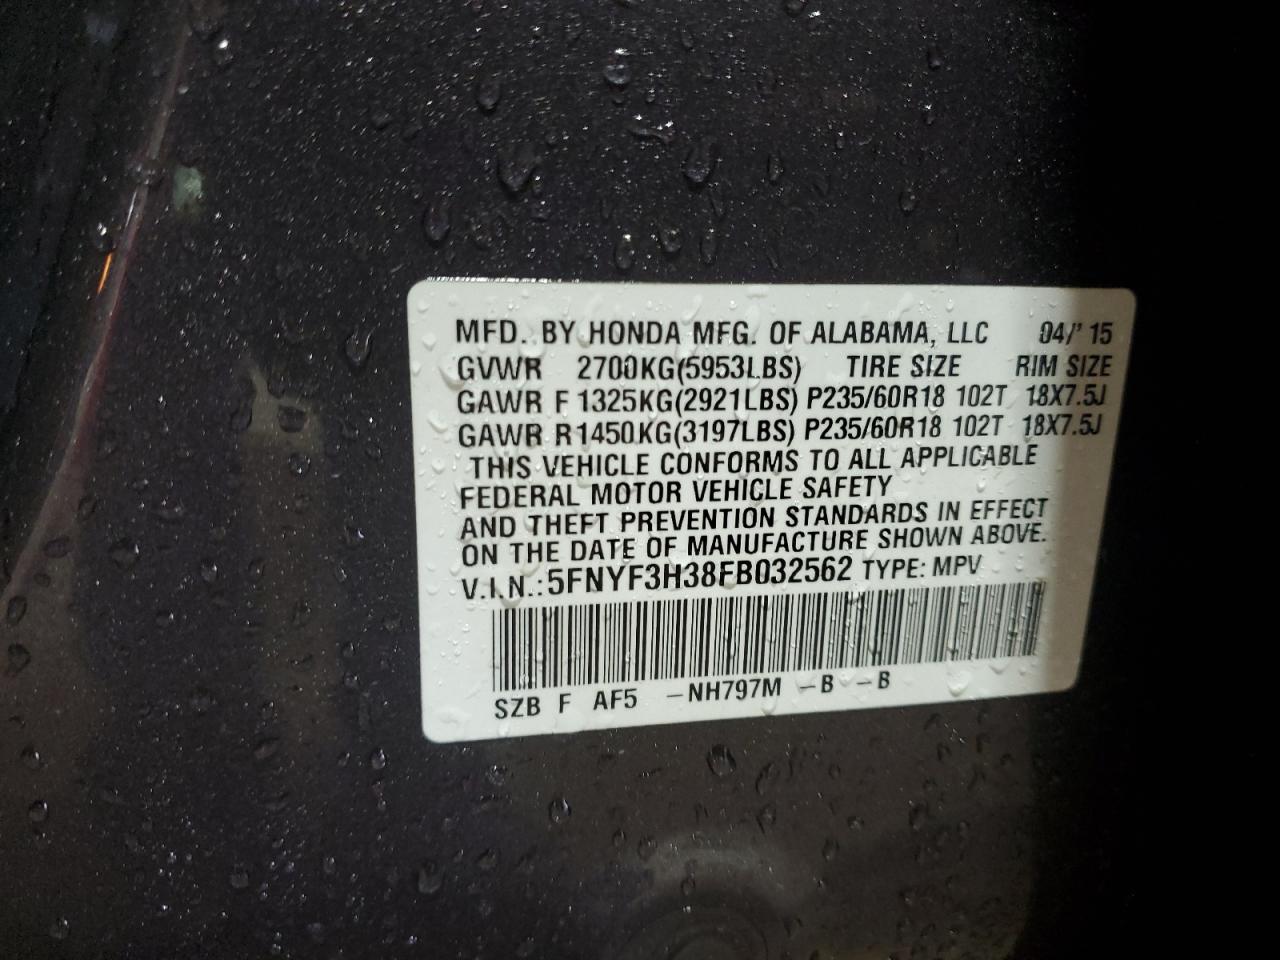 MFD. BY HONDA MFG. OF ALABAMA, LLC 04/' 15
GVWR 2700KG(5953LBS) TIRE SIZE RIM SIZE
GAWR F 1325KG(2921LBS) P235/60R18 102T 18X7.5J
GAWR R1450KG(3197LBS) P235/60R18 102T 18X7.5J
THIS VEHICLE CONFORMS TO ALL APPLICABLE
FEDERAL MOTOR VEHICLE SAFETY
AND THEFT PREVENTION STANDARDS IN EFFECT
ON THE DATE OF MANUFACTURE SHOWN ABOVE.
V.I.N.:5FNYF3H38FB032562 TYPE: MPV
SZB F AF5 -NH797M -B -B